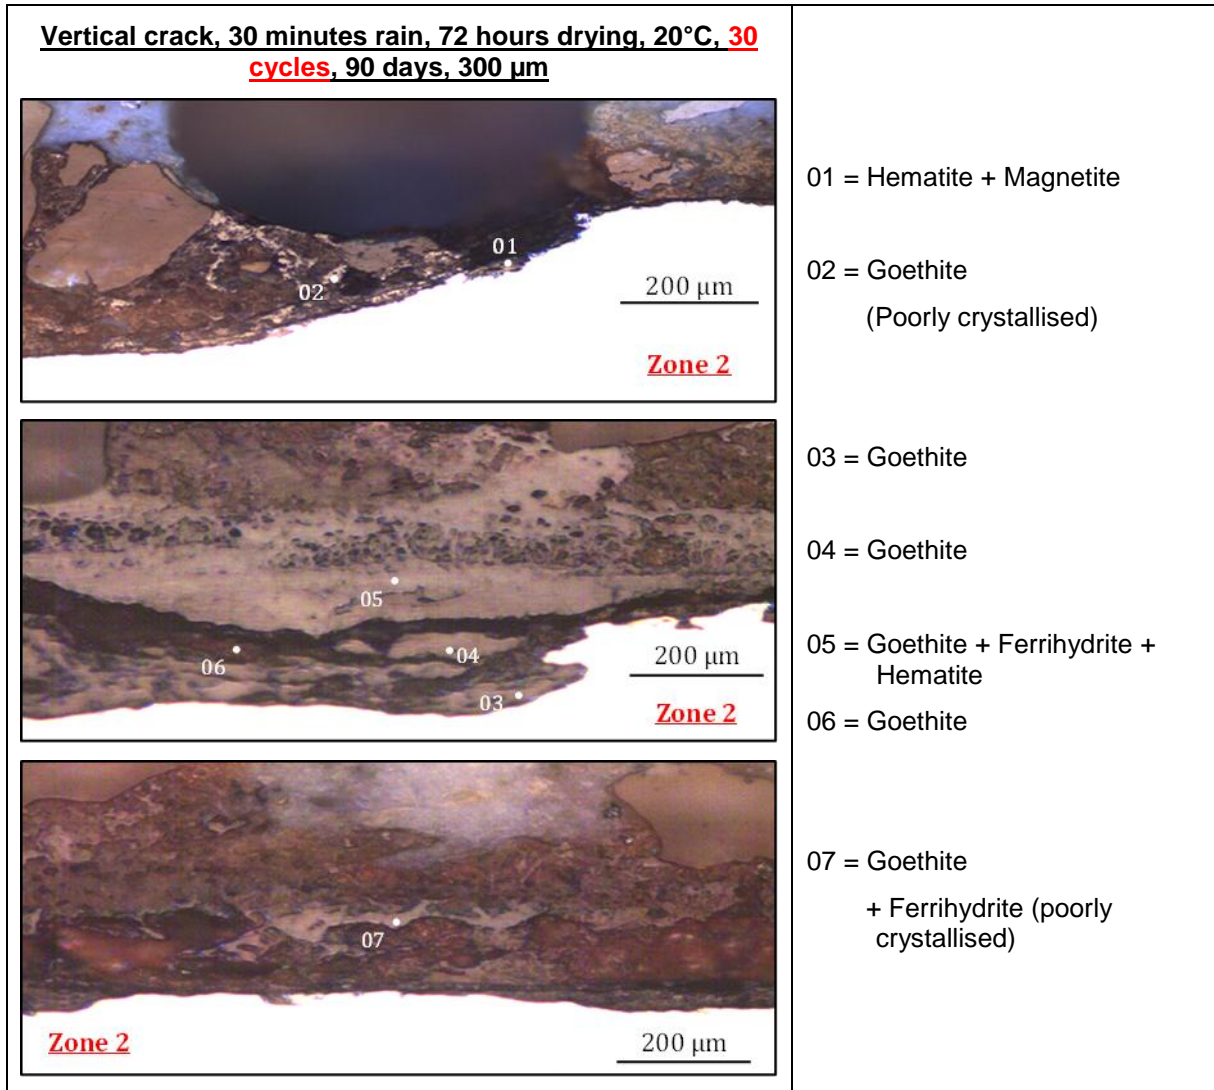 Vertical crack, 30 minutes rain, 72 hours drying, 20°C, 30
cycles, 90 days, 300 µm
01
02
200 µm
Zone 2
05
06
04
03
200 µm
Zone 2
07
Zone 2
200 µm
01 = Hematite + Magnetite
02 = Goethite
(Poorly crystallised)
03 = Goethite
04 = Goethite
05 = Goethite + Ferrihydrite +
Hematite
06 = Goethite
07 = Goethite
+ Ferrihydrite (poorly
crystallised)